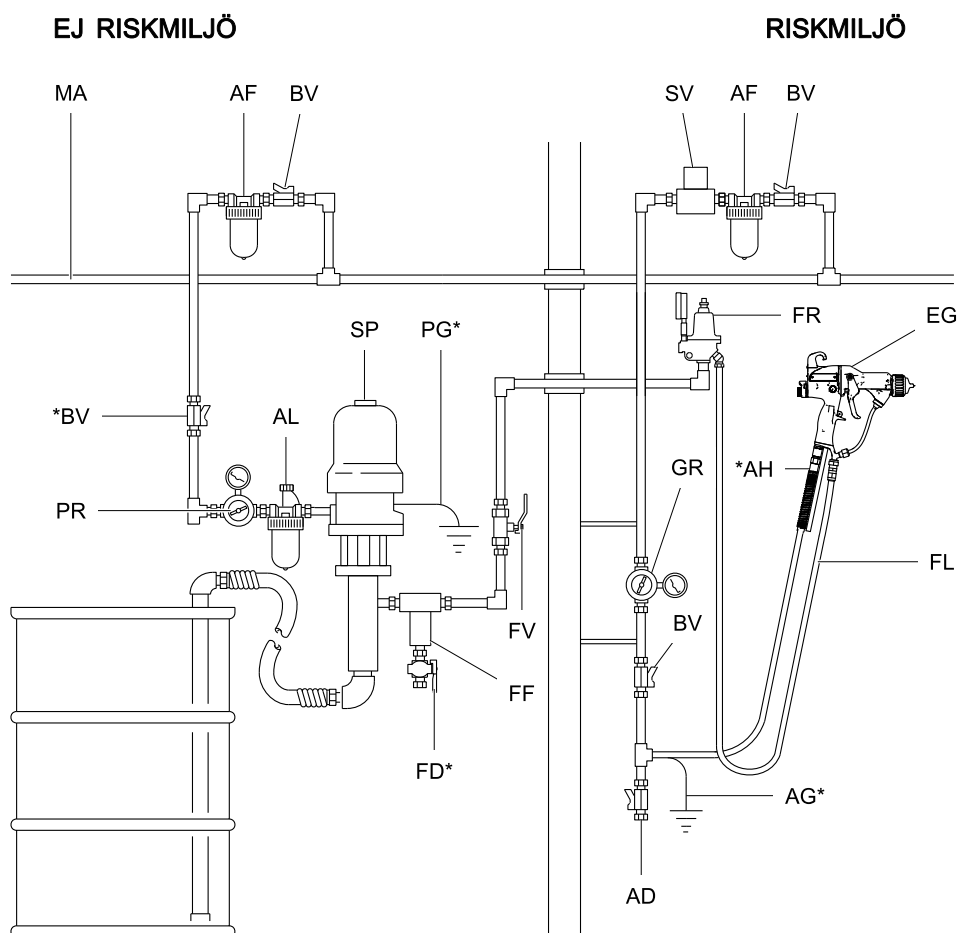 EJ RISKMILJÖ
RISKMILJÖ
MA
AF
BV
SV
AF
BV
SP
PG*
FR
EG
*BV
AL
GR
*AH
PR
FL
FV
BV
FF
FD*
AG*
AD